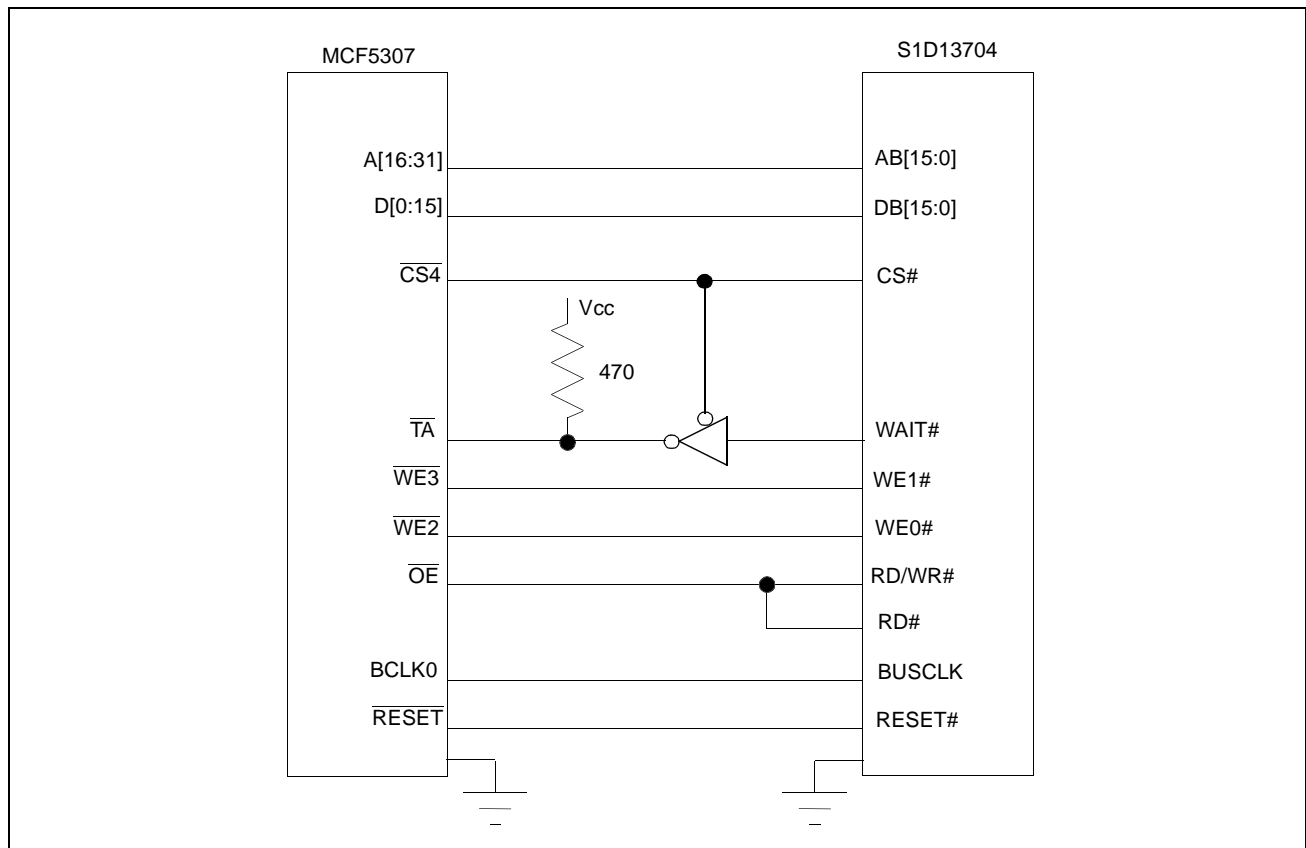 MCF5307
S1D13704
A[16:31]
AB[15:0]
D[0:15]
DB[15:0]
CS4
CS#
Vcc
470
TA
WAIT#
WE3
WE1#
WE2
WE0#
OE
RD/WR#
RD#
BCLK0
BUSCLK
RESET
RESET#